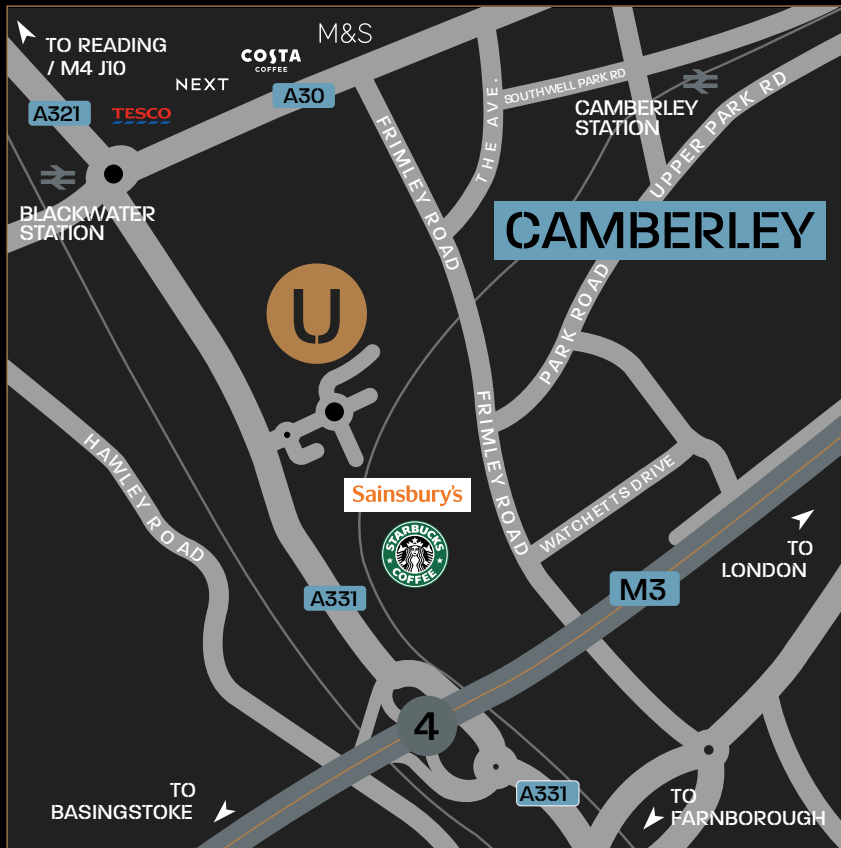 TO READING
/ M4 J10
M&S
COSTA
COFFEE
NEXT
A30
A321
TESCO
SOUTHWELL PARK RD
THE AVE.
CAMBERLEY
STATION
UPPER PARK RD
FRIMLEY ROAD
BLACKWATER
STATION
CAMBERLEY
U
PARK ROAD
FRIMLEY ROAD
HAWLEY ROAD
WATCHETTS DRIVE
Sainsbury's
STARBUCKS
COFFEE
TO
LONDON
M3
A331
4
TO
BASINGSTOKE
A331
TO
FARNBOROUGH